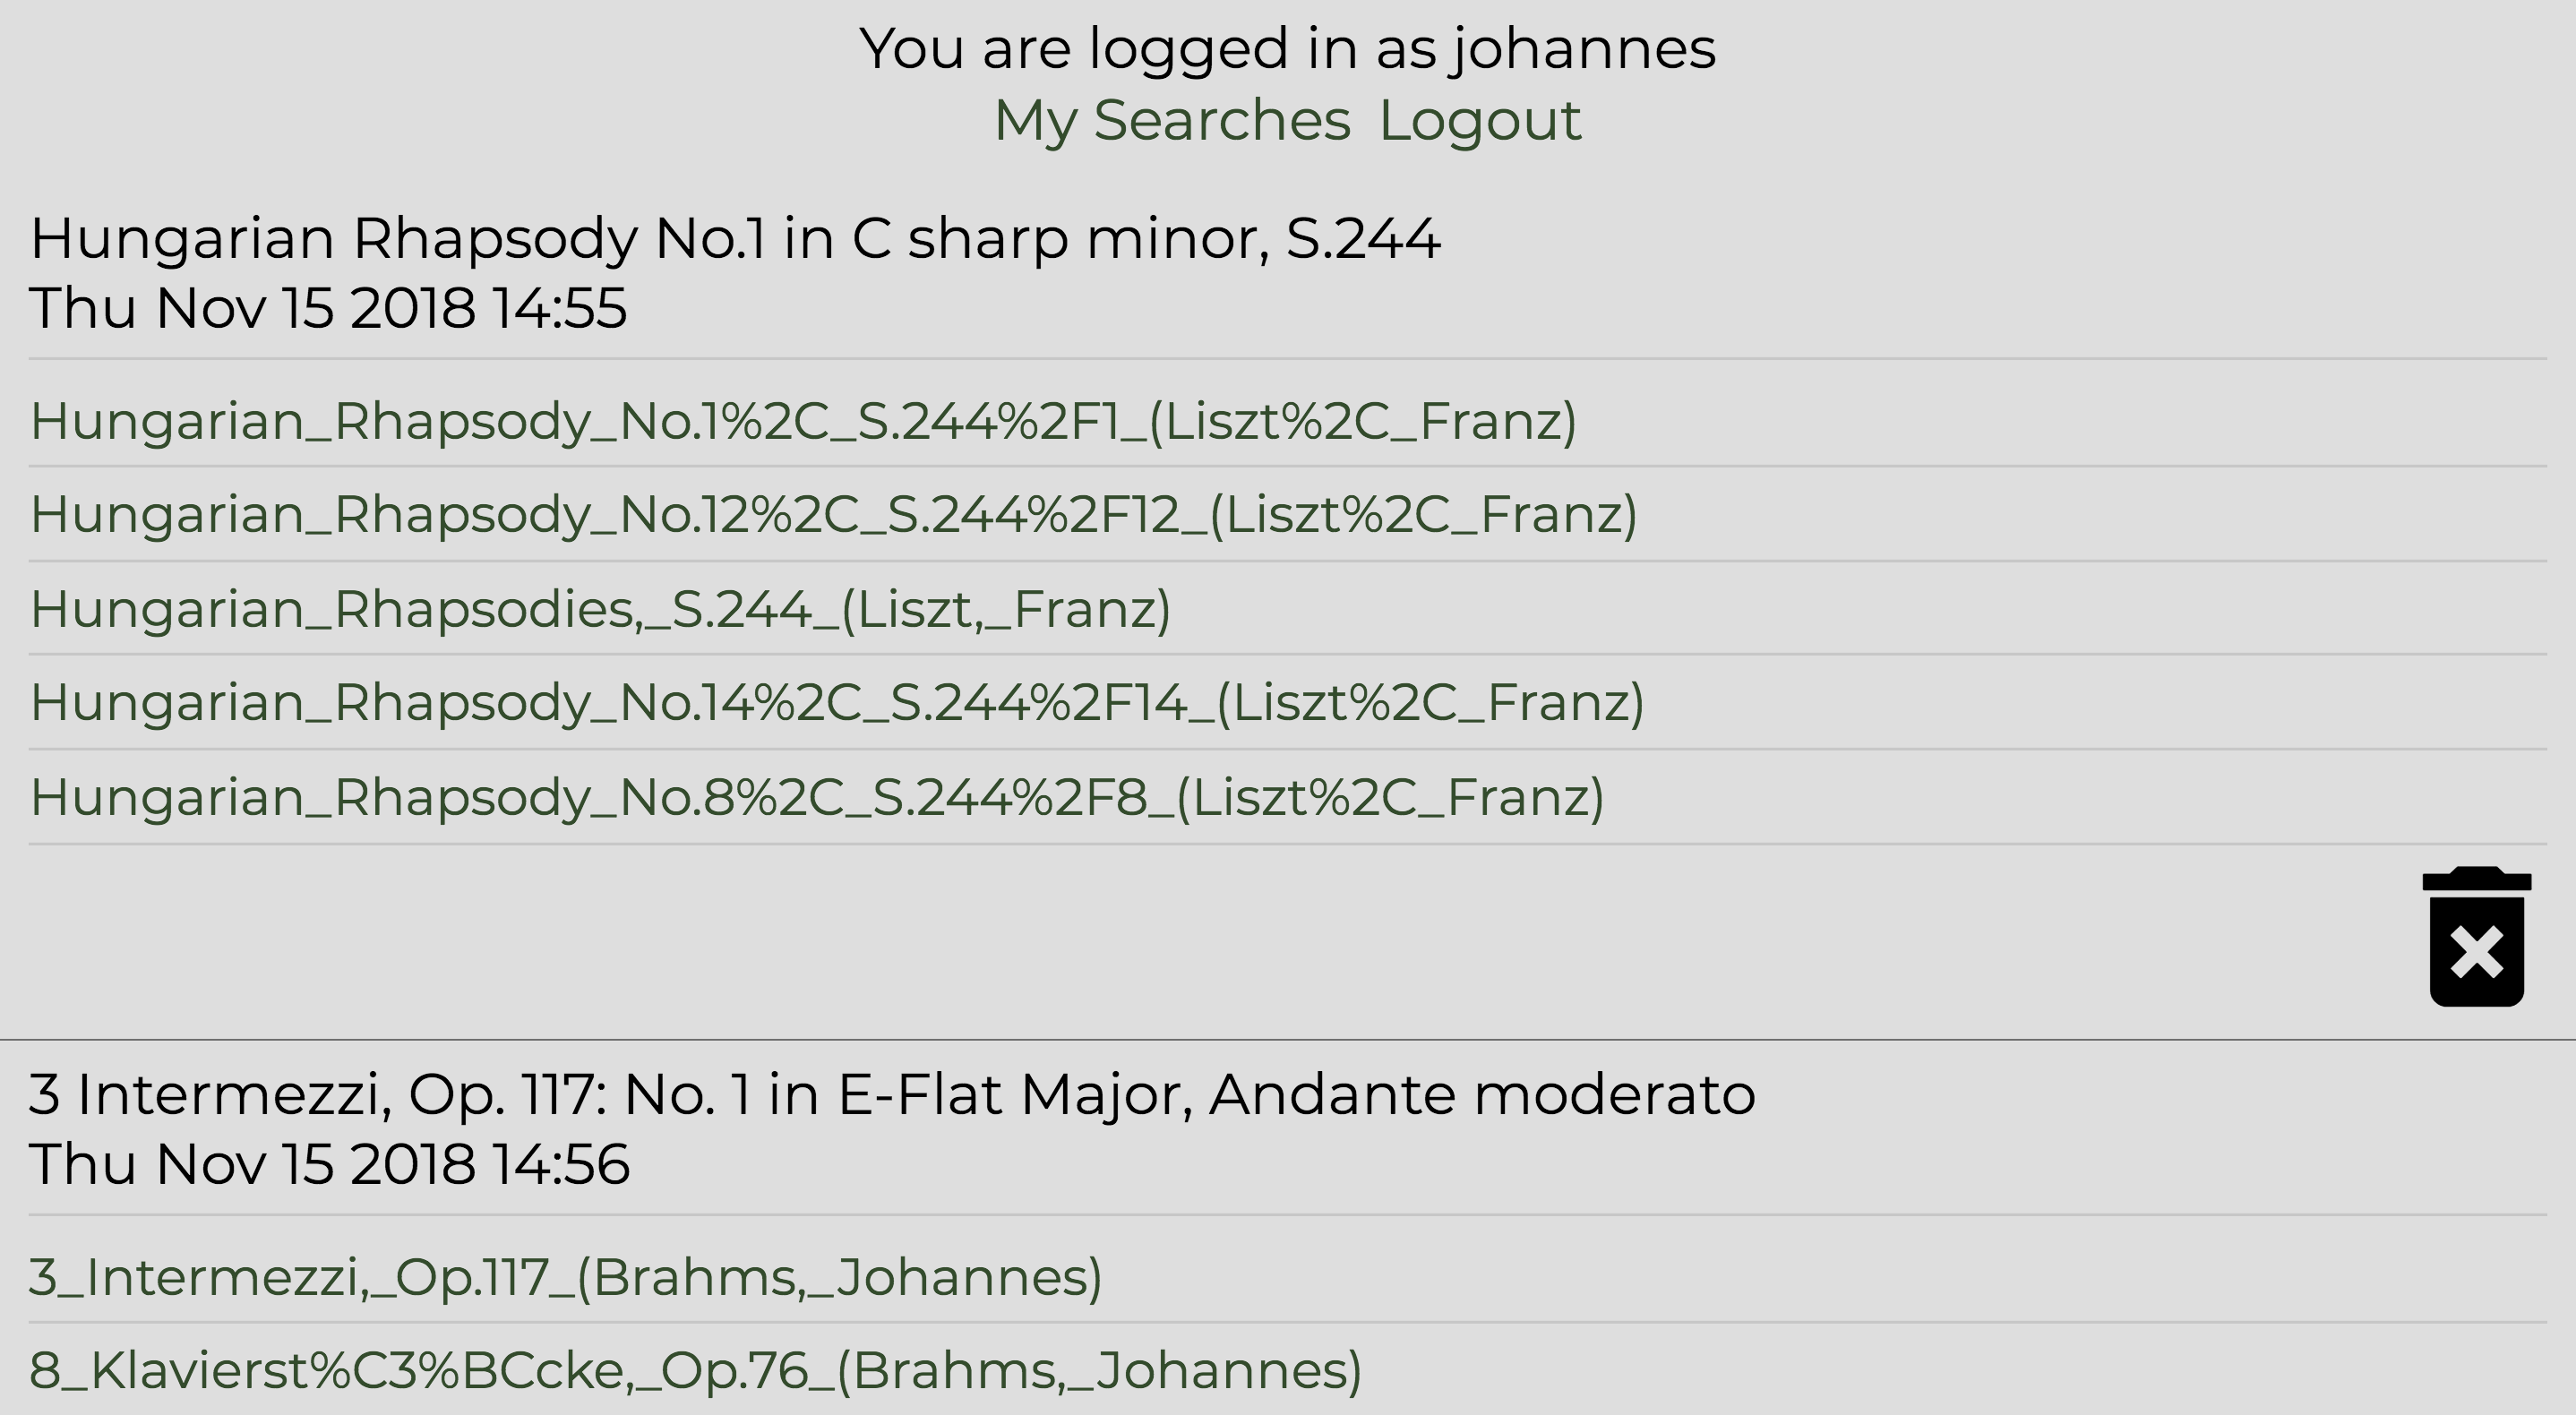 You are logged in as johannes
My Searches Logout
Hungarian Rhapsody No.1 in C sharp minor, S.244
Thu Nov 15 2018 14:55
Hungarian_Rhapsody_No.1%2C_S.244%2F1_(Liszt%2C_Franz)
Hungarian_Rhapsody_No.12%2C_S.244%2F12_(Liszt%2C_Franz)
Hungarian_Rhapsodies,_S.244_(Liszt,_Franz)
Hungarian_Rhapsody_No.14%2C_S.244%2F14_(Liszt%2C_Franz)
Hungarian_Rhapsody_No.8%2C_S.244%2F8_(Liszt%2C_Franz)
3 Intermezzi, Op. 117: No. 1 in E-Flat Major, Andante moderato
Thu Nov 15 2018 14:56
3_Intermezzi,_Op.117_(Brahms,_Johannes)
8_Klavierst%C3%BCcke,_Op.76_(Brahms,_Johannes)